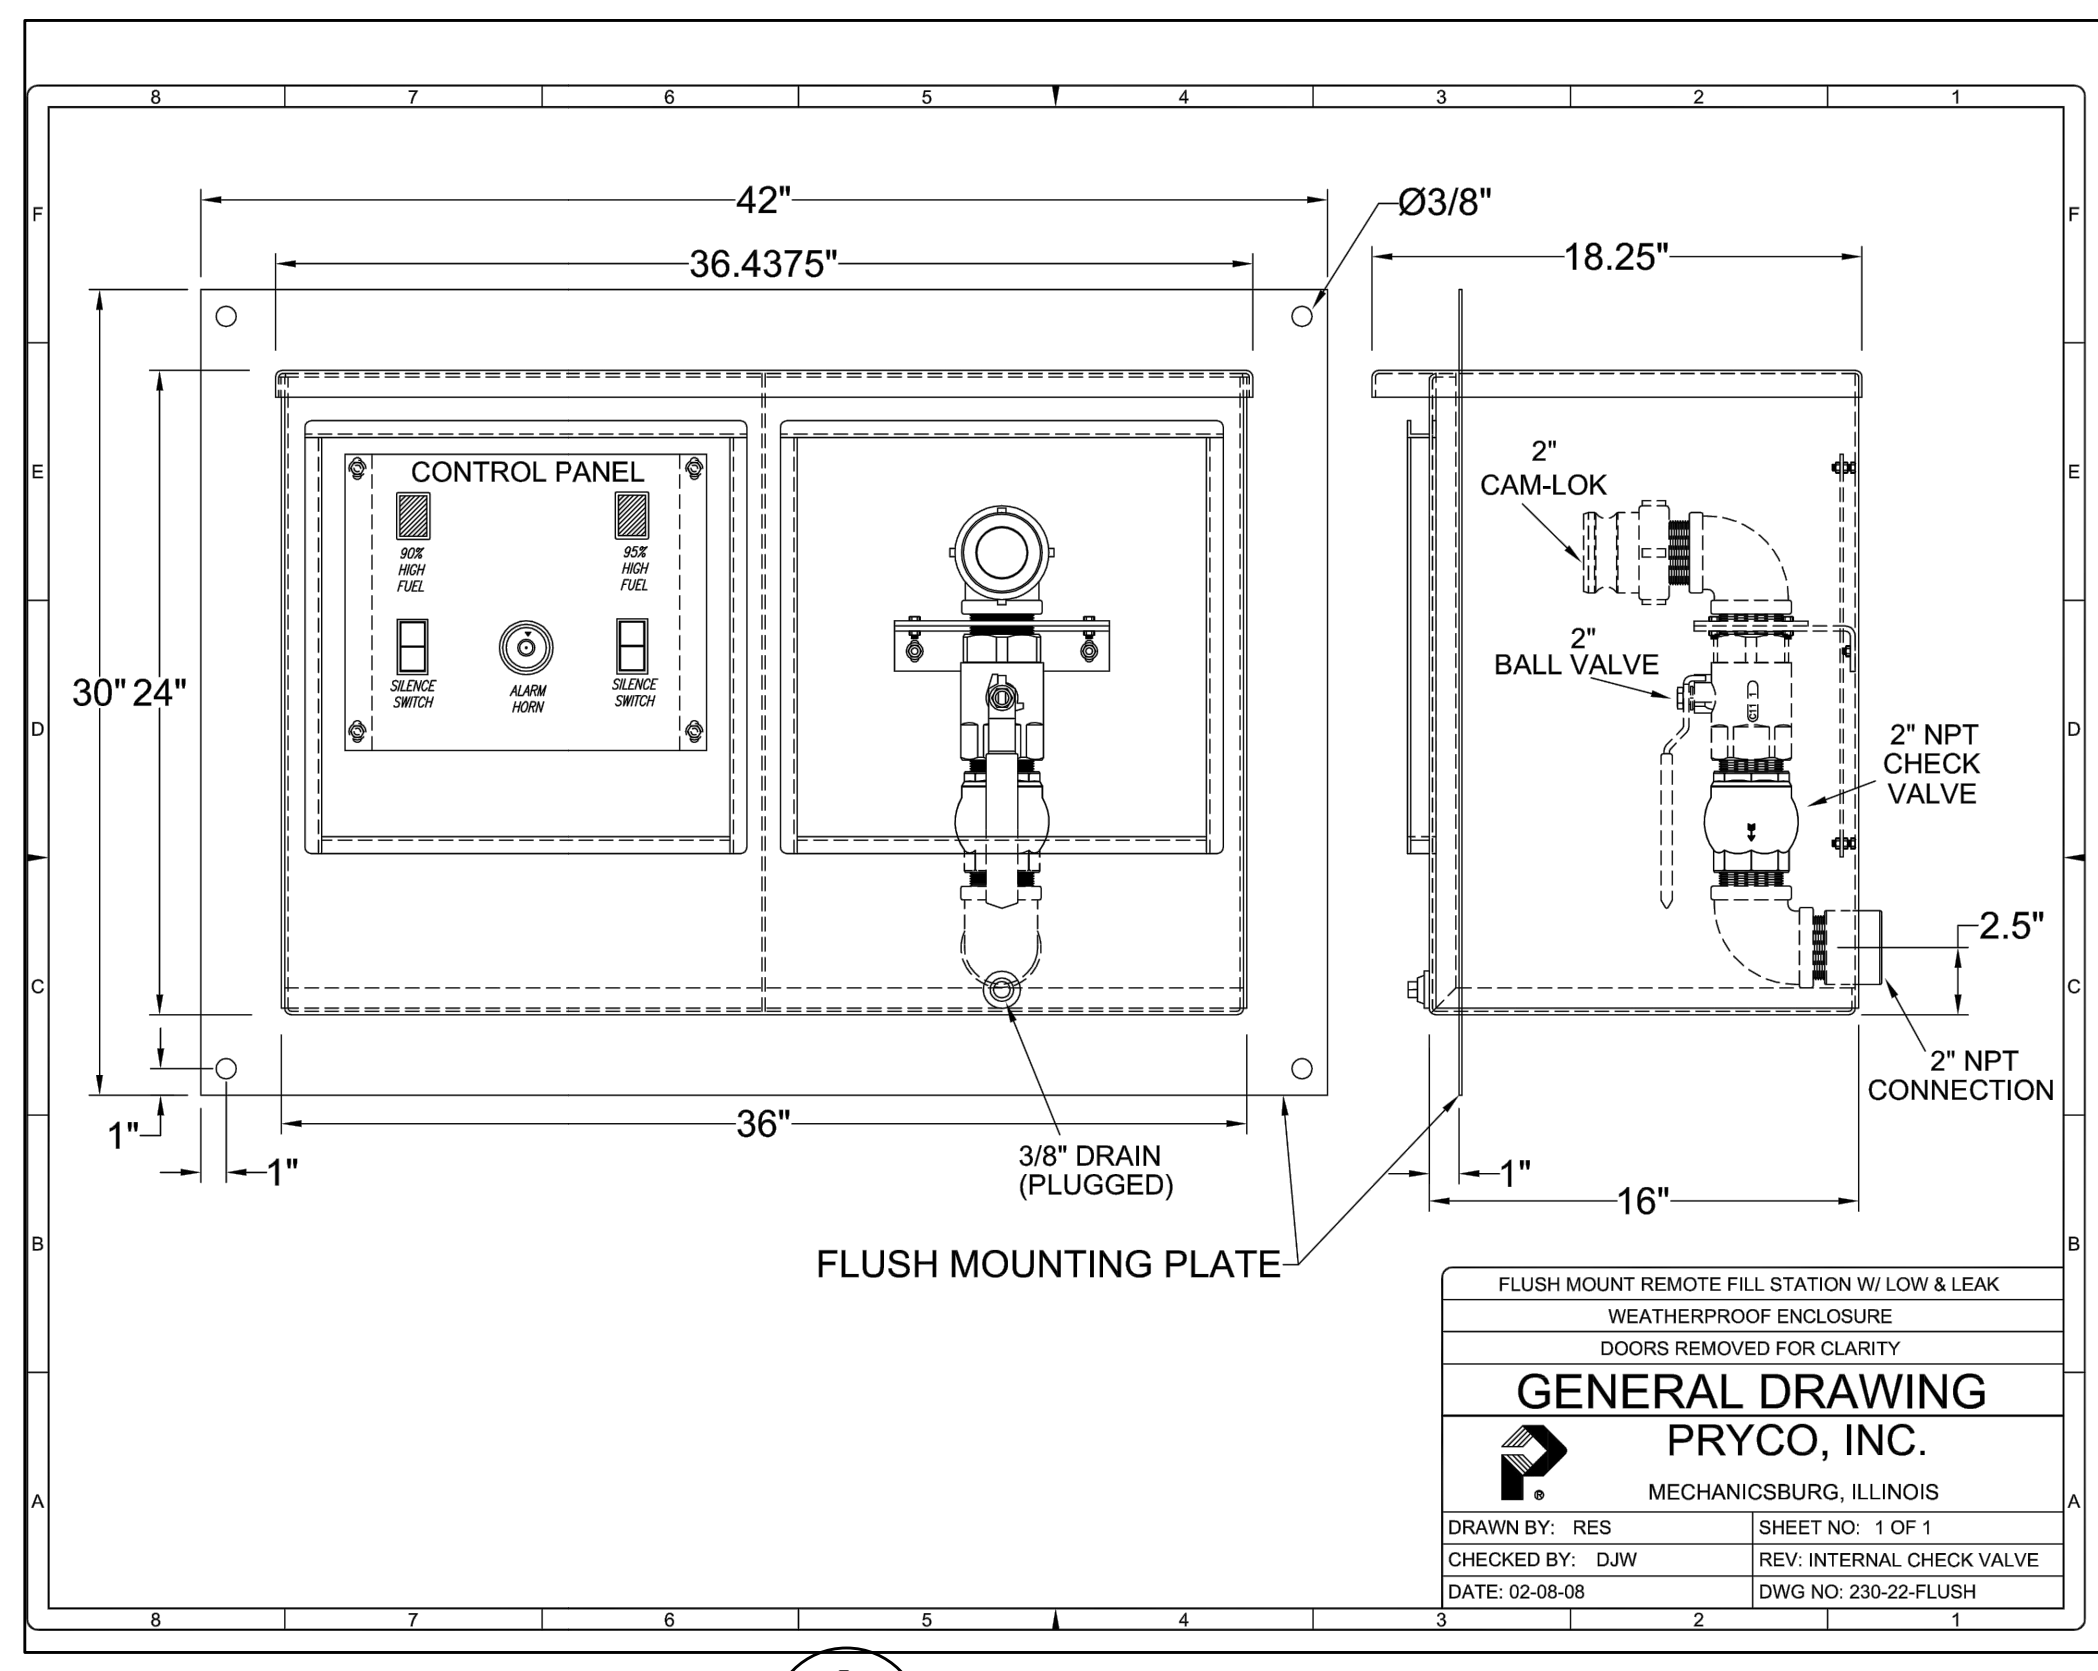 8 7 6 5 4 3 2 1
F
F
42"
Ø3/8"
36.4375"
18.25"
E
E
CONTROL PANEL
90%
HIGH
FUEL
95%
HIGH
FUEL
SILENCE
SWITCH
ALARM
HORN
SILENCE
SWITCH
2"
CAM-LOK
2"
BALL VALVE
C11 1
30" 24"
D
D
2" NPT
CHECK
VALVE
2.5"
C
C
2" NPT
CONNECTION
1"
1"
36"
3/8" DRAIN
(PLUGGED)
1"
16"
FLUSH MOUNTING PLATE
B
B
FLUSH MOUNT REMOTE FILL STATION W/ LOW & LEAK
WEATHERPROOF ENCLOSURE
DOORS REMOVED FOR CLARITY
GENERAL DRAWING
PRYCO, INC.
®
MECHANICSBURG, ILLINOIS
A
A
DRAWN BY: RES
SHEET NO: 1 OF 1
CHECKED BY: DJW
REV: INTERNAL CHECK VALVE
DATE: 02-08-08
DWG NO: 230-22-FLUSH
8 7 6 5 4 3 2 1